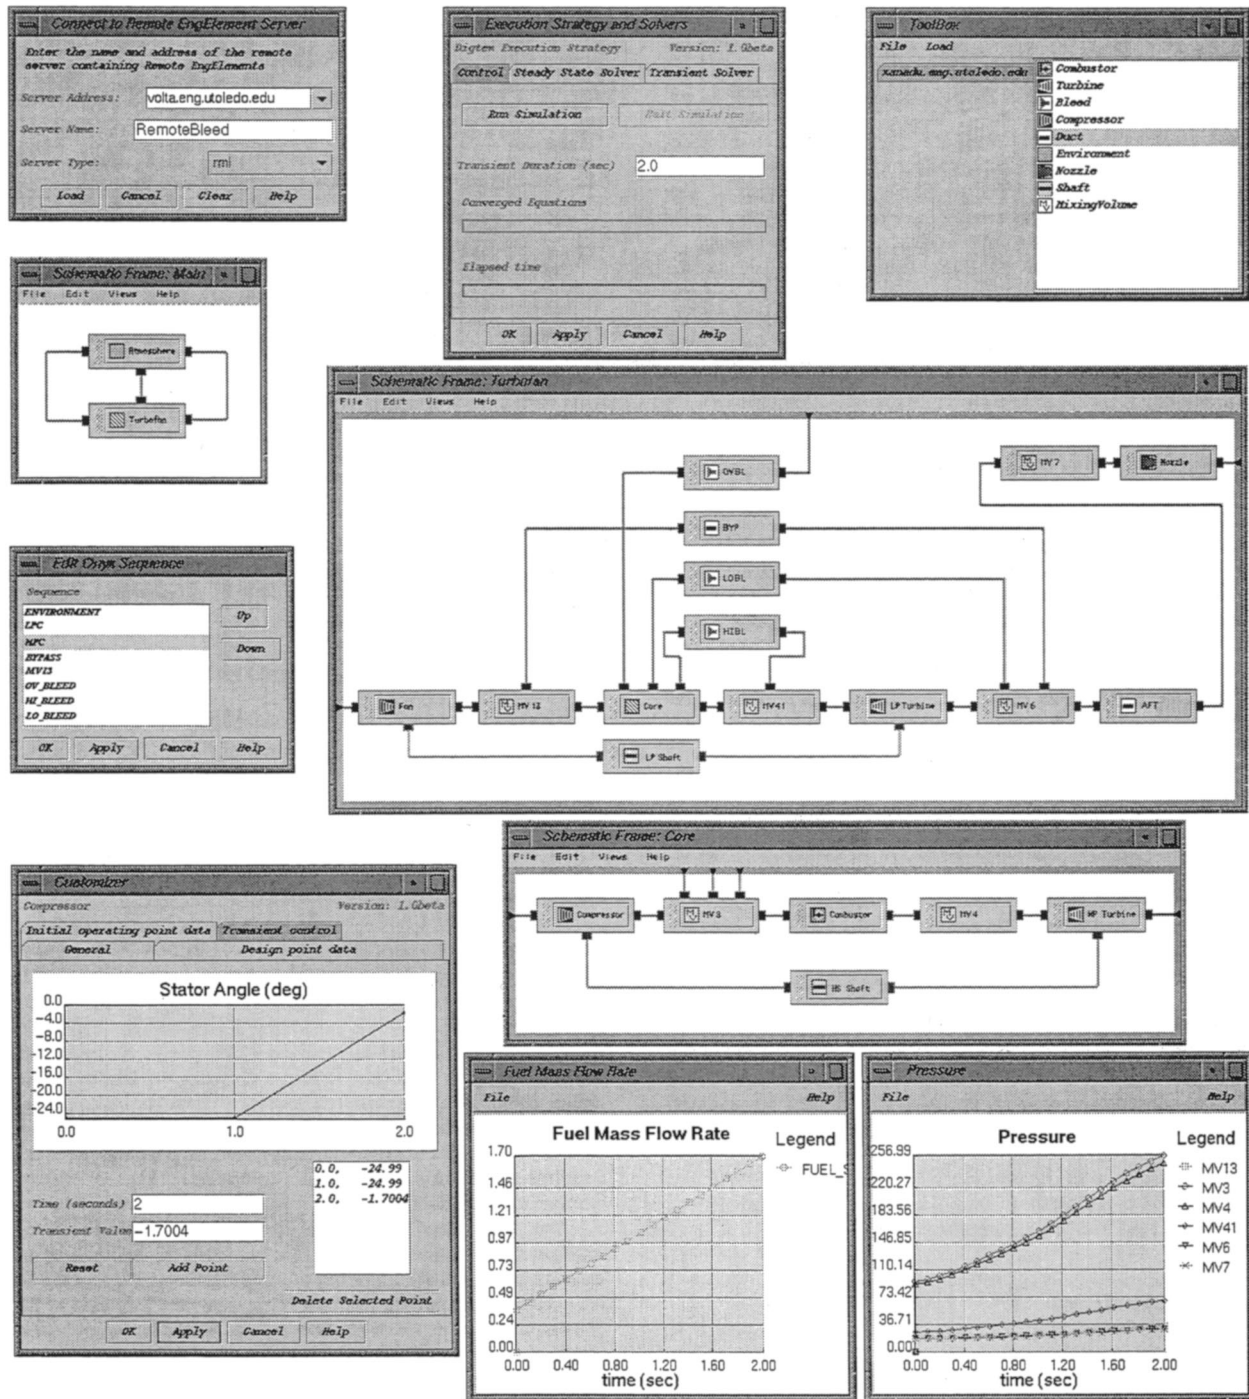 Connect to Remote EngElement Server
Enter the name and address of the remote
server containing Remote EngElements
Server Address: volta.eng.utoledo.edu
Server Name: RemoteBleed
Server Type: rmi
Load Cancel Clear Help
Execution Strategy and Solvers
Digtem Execution Strategy Version: 1.0beta
Control Steady State Solver Transient Solver
Run Simulation Halt Simulation
Transient Duration (sec) 2.0
Converged Equations
Elapsed time
OK Apply Cancel Help
ToolBox
File Load
xanadu.eng.utoledo.edu
Combustor
Turbine
Bleed
Compressor
Duct
Environment
Nozzle
Shaft
MixingVolume
Schematic Frame: Main
File Edit Views Help
Atmosphere
Turbofan
Schematic Frame: Turbofan
File Edit Views Help
OVBL
MV7
Nozzle
BYP
LOBL
HIBL
Fan
MV 13
Core
MV41
LP Turbine
MV6
AFT
LP Shaft
Edit Onyx Sequence
Sequence
ENVIRONMENT
LPC
HPC
BYPASS
MV13
OV_BLEED
HI_BLEED
LO_BLEED
Up
Down
OK Apply Cancel Help
Schematic Frame: Core
File Edit Views Help
Compressor
MV3
Combustor
MV4
HP Turbine
HS Shaft
Customizer
Compressor Version: 1.0beta
Initial operating point data Transient control
General Design point data
Stator Angle (deg)
0.0
-4.0
-8.0
-12.0
-16.0
-20.0
-24.0
0.0 1.0 2.0
0.0, -24.99
1.0, -24.99
2.0, -1.7004
Time (seconds) 2
Transient Value -1.7004
Reset Add Point
Delete Selected Point
OK Apply Cancel Help
Fuel Mass Flow Rate
File Help
Fuel Mass Flow Rate
Legend
FUEL_S
1.70
1.46
1.21
0.97
0.73
0.49
0.24
0.00
0.00 0.40 0.80 1.20 1.60 2.00
time (sec)
Pressure
File Help
Pressure
Legend
MV13
MV3
MV4
MV41
MV6
MV7
256.99
220.27
183.56
146.85
110.14
73.42
36.71
0.00
0.00 0.40 0.80 1.20 1.60 2.00
time (sec)